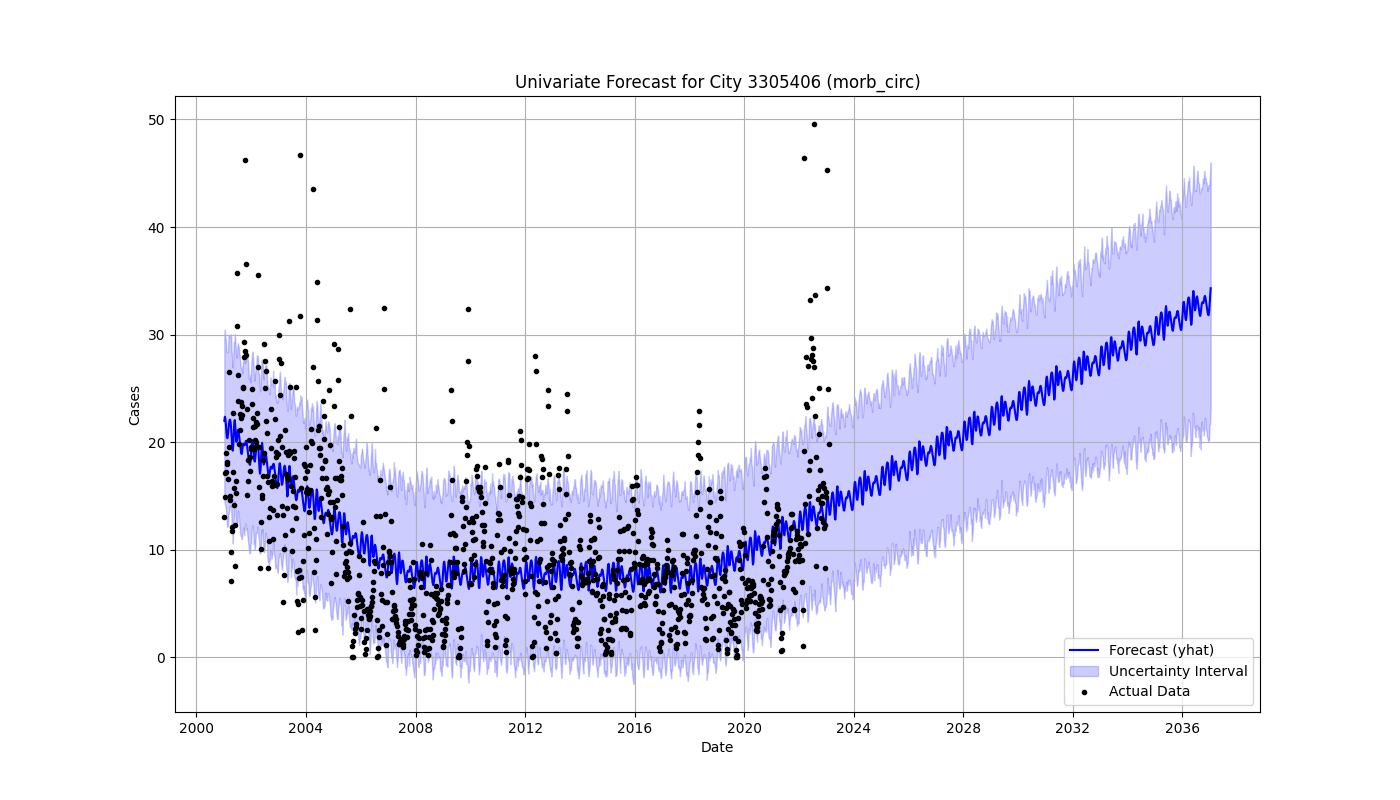 Univariate Forecast for City 3305406 (morb_circ)
50
40
30
20
10
0
Cases
2000 2004 2008 2012 2016 2020 2024 2028 2032 2036
Date
Forecast (yhat)
Uncertainty Interval
Actual Data